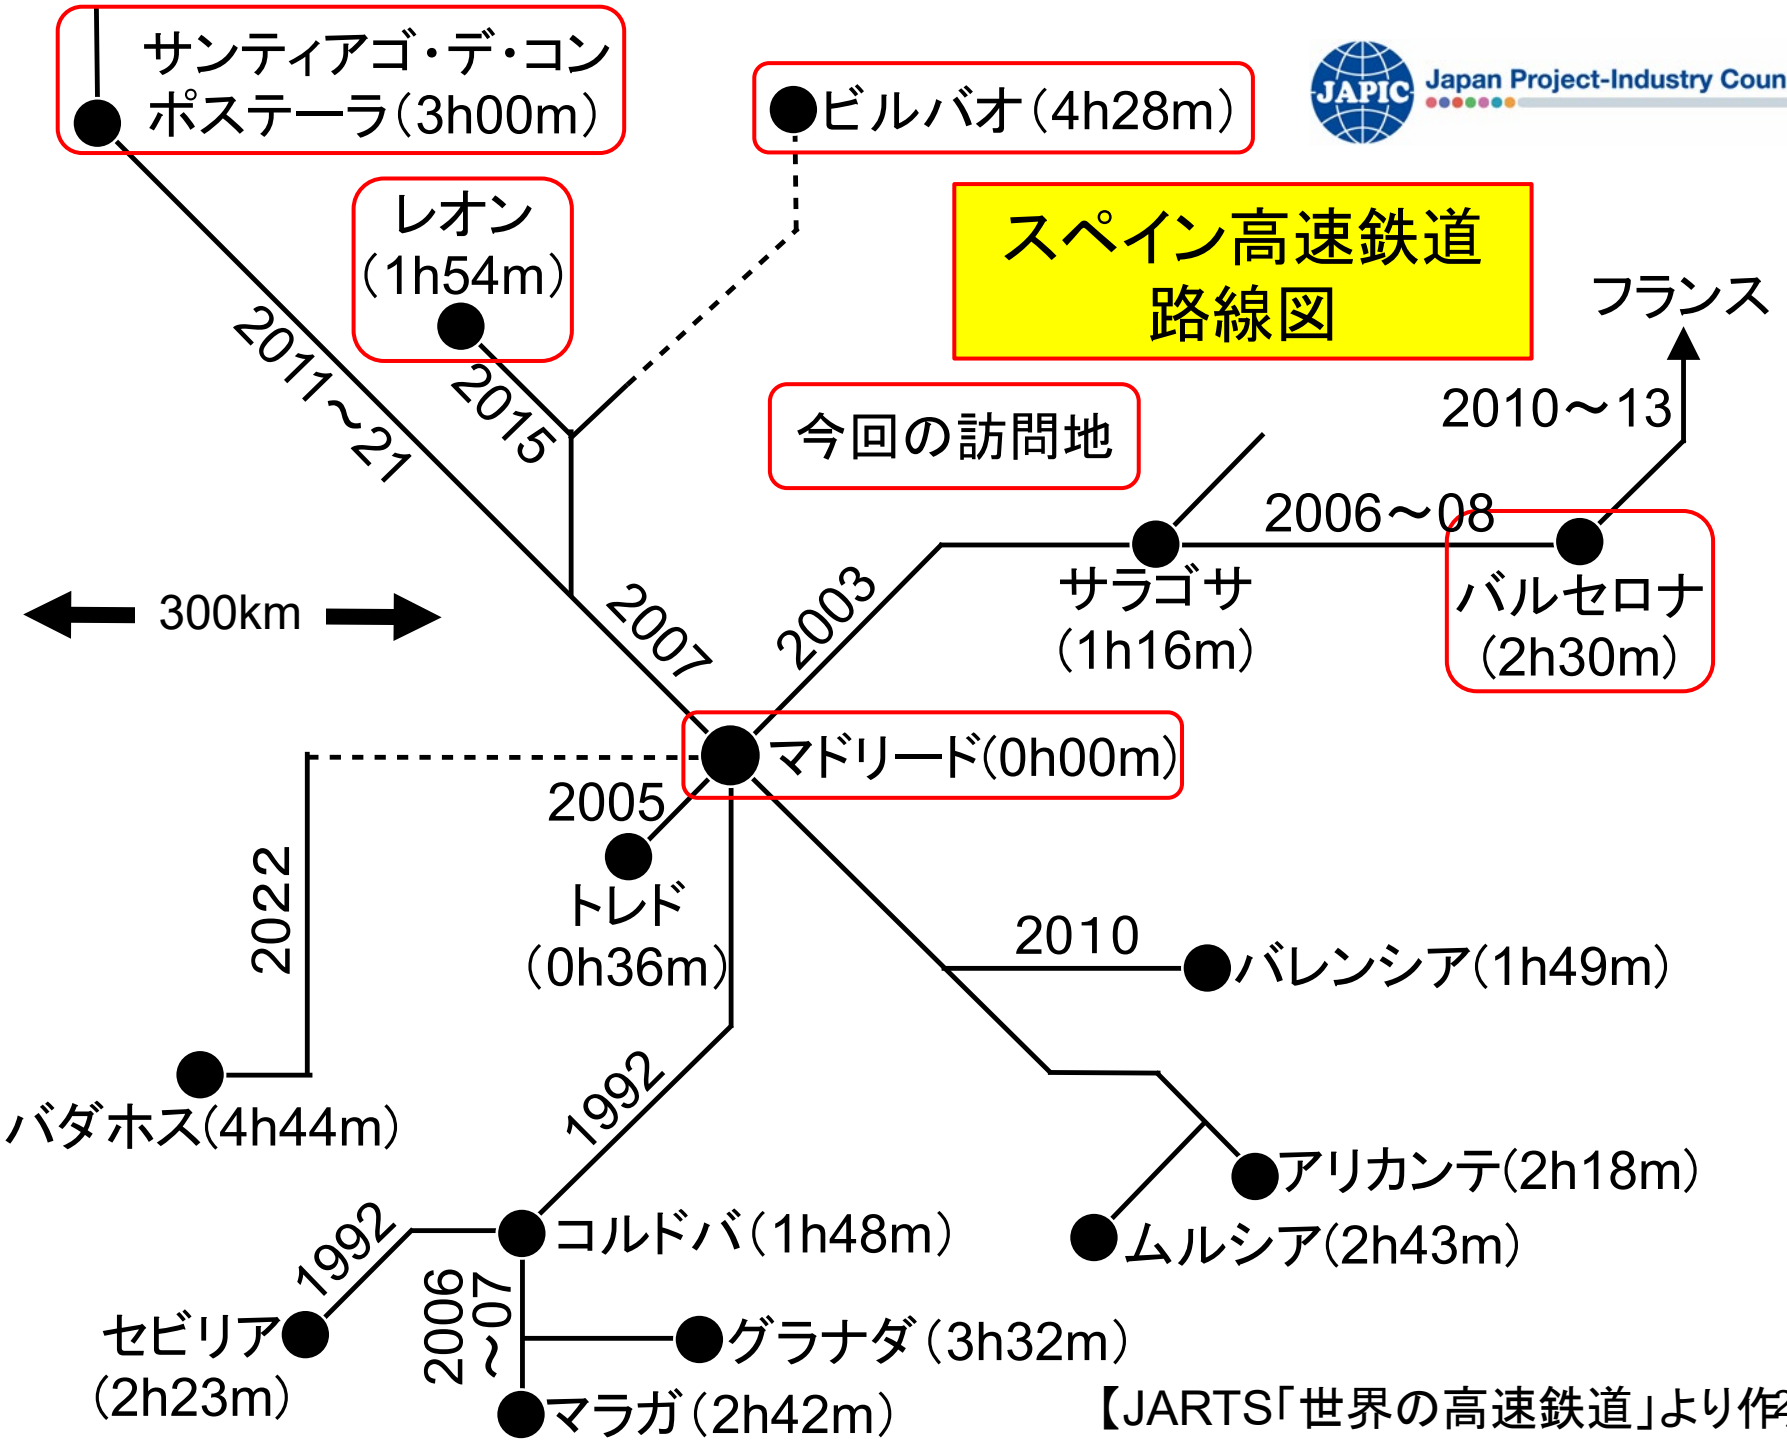 サンティアゴ・デ・コン
ポステーラ(3h00m)
ビルバオ(4h28m)
JAPIC
Japan Project-Industry Coun
レオン
(1h54m)
スペイン高速鉄道
路線図
フランス
2011～21
2015
2010～13
今回の訪問地
2006～08
サラゴサ
(1h16m)
バルセロナ
(2h30m)
300km
2007
2003
マドリード(0h00m)
2005
トレド
(0h36m)
2022
2010
バレンシア(1h49m)
バダホス(4h44m)
1992
アリカンテ(2h18m)
ムルシア(2h43m)
コルドバ(1h48m)
1992
2006
～07
セビリア
(2h23m)
グラナダ(3h32m)
マラガ(2h42m)
【JARTS「世界の高速鉄道」より作